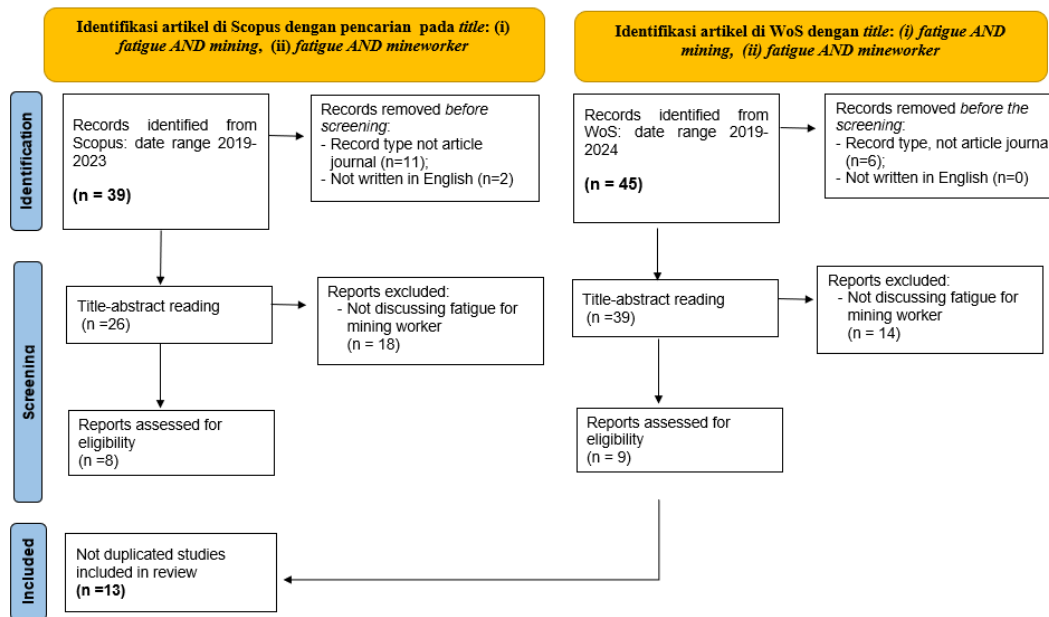 Identifikasi artikel di Scopus dengan pencarian pada title: (i)
fatigue AND mining, (ii) fatigue AND mineworker
Identifikasi artikel di WoS dengan title: (i) fatigue AND
mining, (ii) fatigue AND mineworker
Identification
Records identified from
Scopus: date range 2019-
2023
(n = 39)
Records removed before
screening:
- Record type not article
journal (n=11);
- Not written in English (n=2)
Records identified from
WoS: date range 2019-
2024
(n = 45)
Records removed before the
screening:
- Record type, not article journal
(n=6);
- Not written in English (n=0)
Screening
Title-abstract reading
(n =26)
Reports excluded:
- Not discussing fatigue for
mining worker
(n = 18)
Title-abstract reading
(n =39)
Reports excluded:
- Not discussing fatigue for
mining worker
(n = 14)
Reports assessed for
eligibility
(n =8)
Reports assessed for
eligibility
(n = 9)
Included
Not duplicated studies
included in review
(n =13)